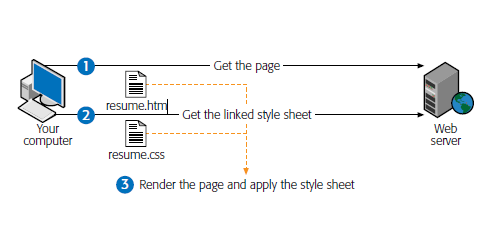 1 Get the page
resume.htm
2 Get the linked style sheet
Your
computer
Web
server
resume.css
3 Render the page and apply the style sheet